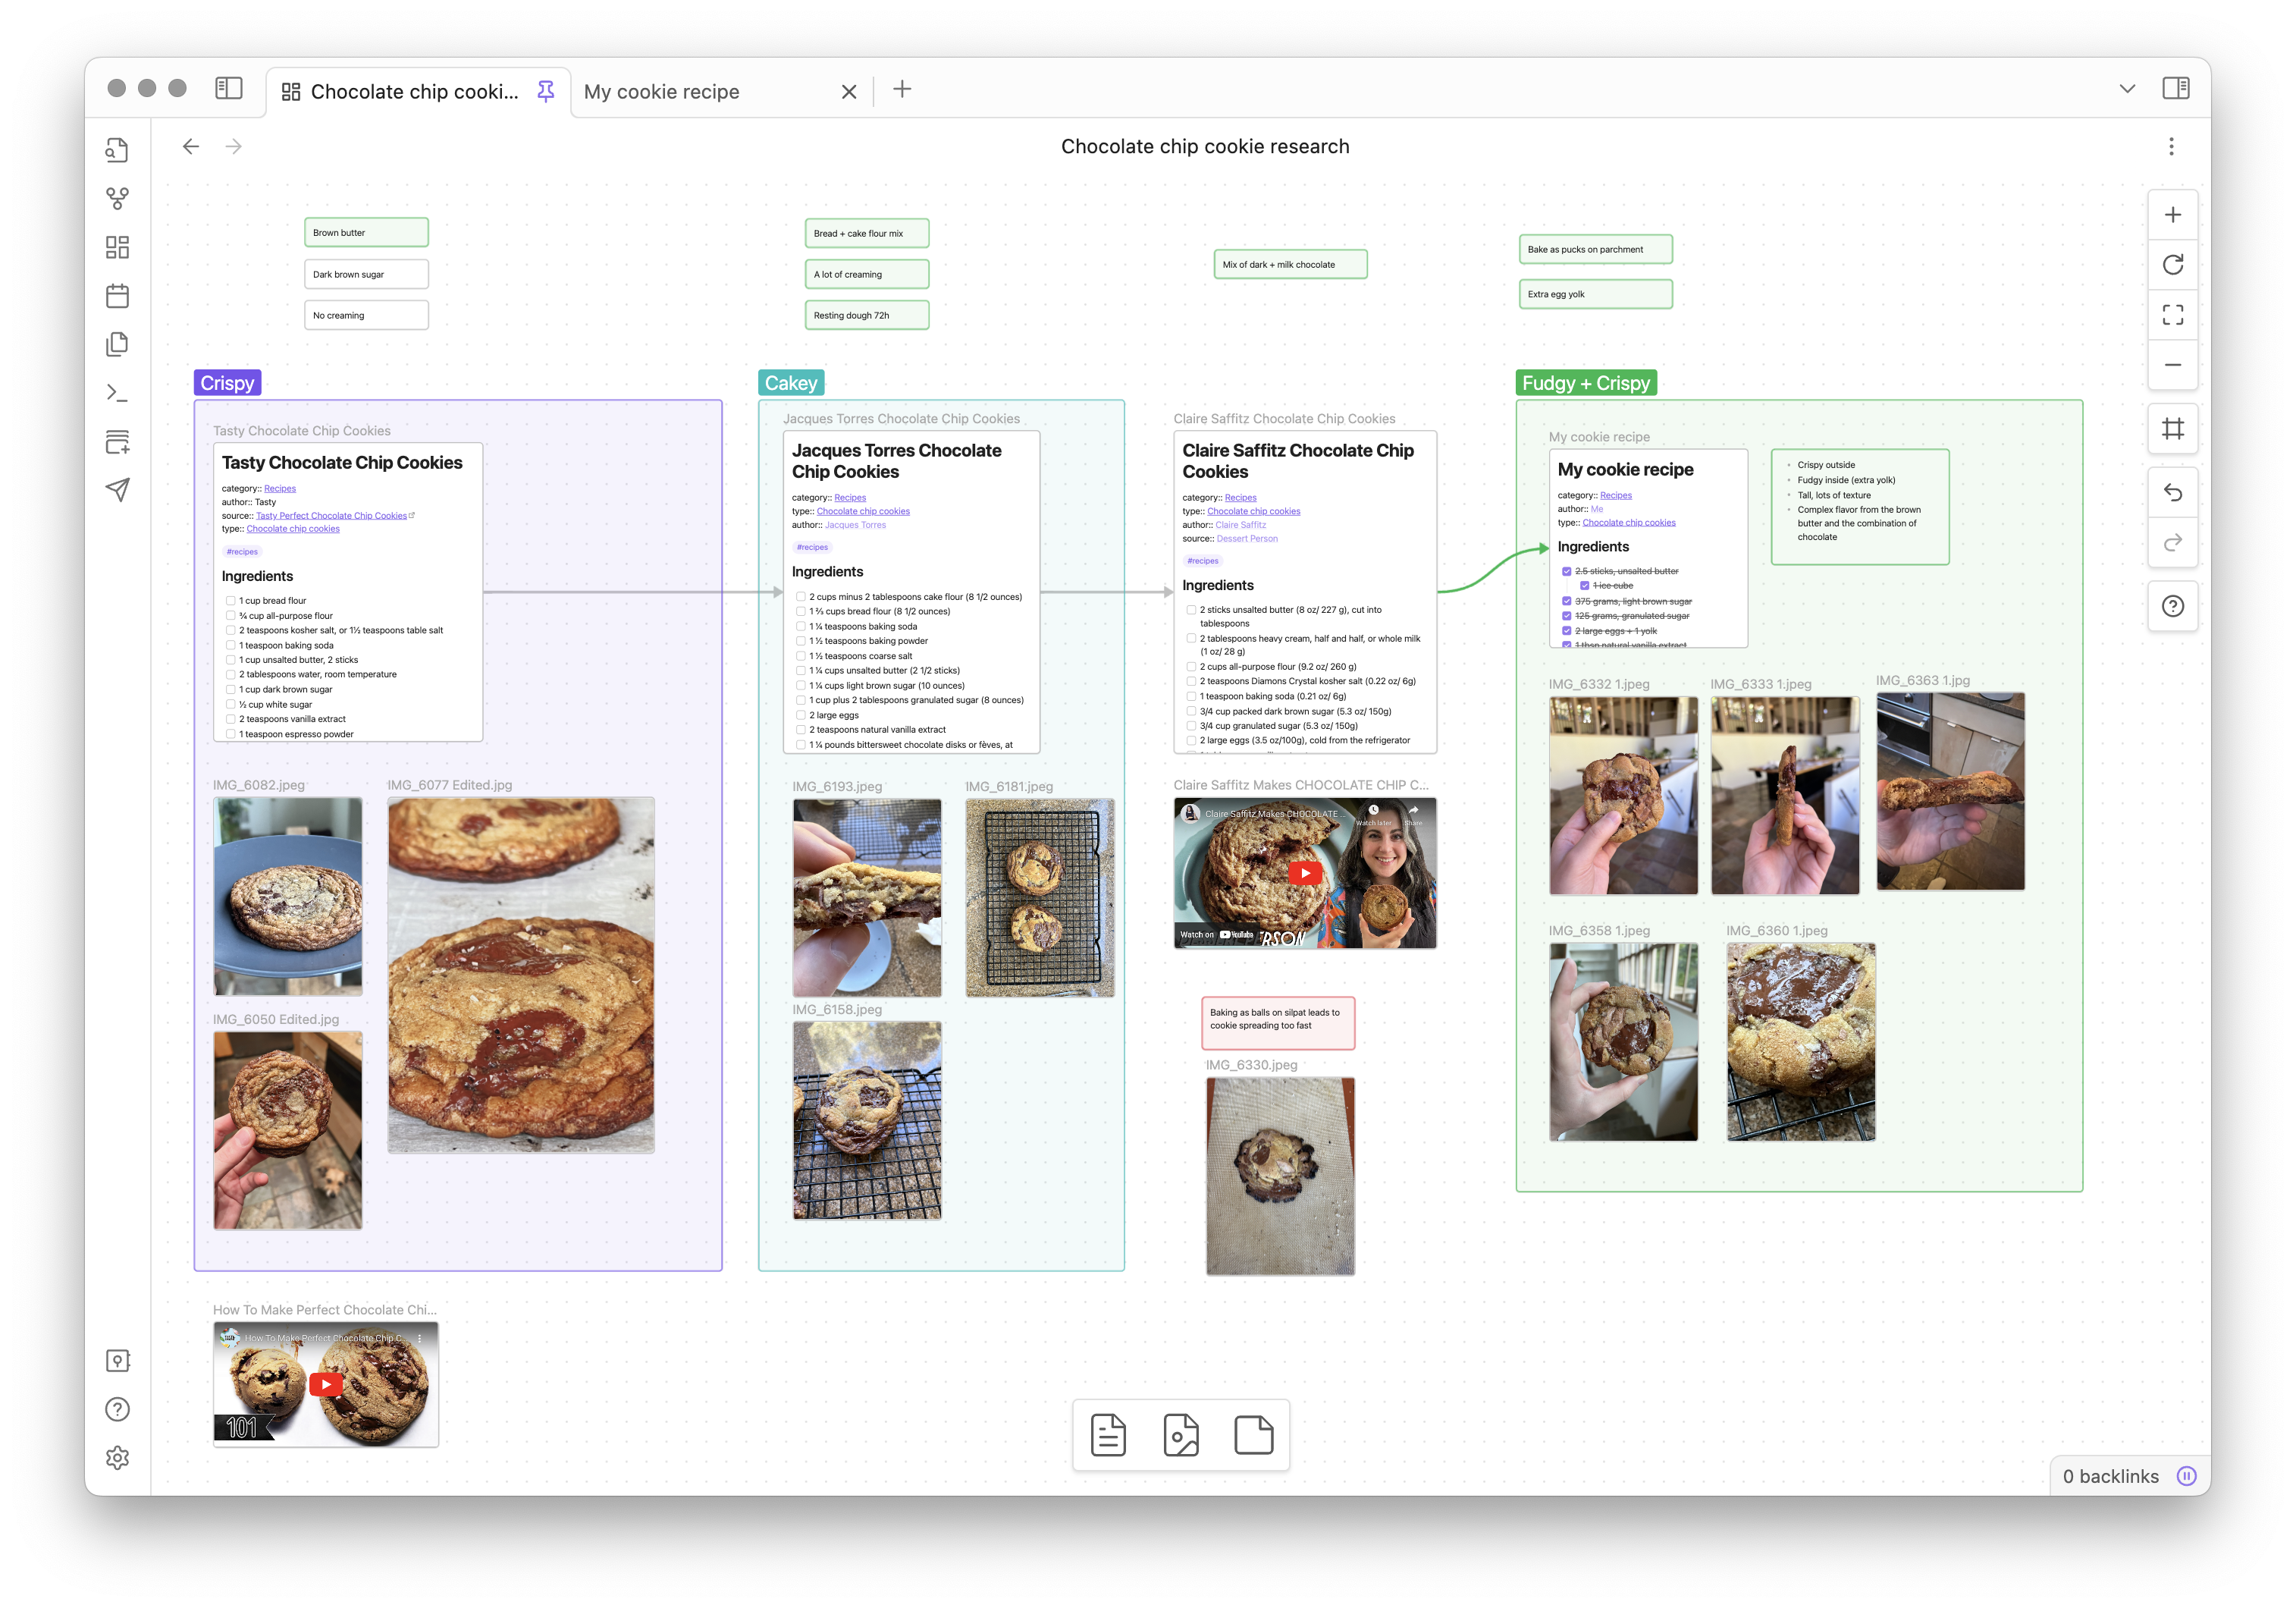 Chocolate chip cooki...
My cookie recipe
Chocolate chip cookie research
Brown butter
Dark brown sugar
No creaming
Bread + cake flour mix
A lot of creaming
Resting dough 72h
Mix of dark + milk chocolate
Bake as pucks on parchment
Extra egg yolk
Crispy
Tasty Chocolate Chip Cookies
Tasty Chocolate Chip Cookies
category:: Recipes
author:: Tasty
source:: Tasty Perfect Chocolate Chip Cookies
type:: Chocolate chip cookies
#recipes
Ingredients
1 cup bread flour
¾ cup all-purpose flour
2 teaspoons kosher salt, or 1½ teaspoons table salt
1 teaspoon baking soda
1 cup unsalted butter, 2 sticks
2 tablespoons water, room temperature
1 cup dark brown sugar
½ cup white sugar
2 teaspoons vanilla extract
1 teaspoon espresso powder
IMG_6082.jpeg
IMG_6077 Edited.jpg
IMG_6050 Edited.jpg
How To Make Perfect Chocolate Chi...
How To Make Perfect Chocolate Chip C...
101
Cakey
Jacques Torres Chocolate Chip Cookies
Jacques Torres Chocolate
Chip Cookies
category:: Recipes
type:: Chocolate chip cookies
author:: Jacques Torres
#recipes
Ingredients
2 cups minus 2 tablespoons cake flour (8 1/2 ounces)
1 ⅔ cups bread flour (8 1/2 ounces)
1 ¼ teaspoons baking soda
1 ½ teaspoons baking powder
1 ½ teaspoons coarse salt
1 ¼ cups unsalted butter (2 1/2 sticks)
1 ¼ cups light brown sugar (10 ounces)
1 cup plus 2 tablespoons granulated sugar (8 ounces)
2 large eggs
2 teaspoons natural vanilla extract
1 ¼ pounds bittersweet chocolate disks or fèves, at
IMG_6193.jpeg
IMG_6181.jpeg
IMG_6158.jpeg
Claire Saffitz Chocolate Chip Cookies
Claire Saffitz Chocolate Chip
Cookies
category:: Recipes
type:: Chocolate chip cookies
author:: Claire Saffitz
source:: Dessert Person
#recipes
Ingredients
2 sticks unsalted butter (8 oz/ 227 g), cut into
tablespoons
2 tablespoons heavy cream, half and half, or whole milk
(1 oz/ 28 g)
2 cups all-purpose flour (9.2 oz/ 260 g)
2 teaspoons Diamons Crystal kosher salt (0.22 oz/ 6g)
1 teaspoon baking soda (0.21 oz/ 6g)
3/4 cup packed dark brown sugar (5.3 oz/ 150g)
3/4 cup granulated sugar (5.3 oz/ 150g)
2 large eggs (3.5 oz/100g), cold from the refrigerator
Claire Saffitz Makes CHOCOLATE CHIP C...
Claire Saffitz Makes CHOCOLATE ...
Watch later
Share
Watch on YouTube
RSON
Baking as balls on silpat leads to
cookie spreading too fast
IMG_6330.jpeg
Fudgy + Crispy
My cookie recipe
My cookie recipe
category:: Recipes
author:: Me
type:: Chocolate chip cookies
Ingredients
2.5 sticks, unsalted butter
1 ice cube
375 grams, light brown sugar
125 grams, granulated sugar
2 large eggs + 1 yolk
1 tbsp natural vanilla extract
Crispy outside
Fudgy inside (extra yolk)
Tall, lots of texture
Complex flavor from the brown
butter and the combination of
chocolate
IMG_6332 1.jpeg
IMG_6333 1.jpeg
IMG_6363 1.jpg
IMG_6358 1.jpeg
IMG_6360 1.jpeg
0 backlinks